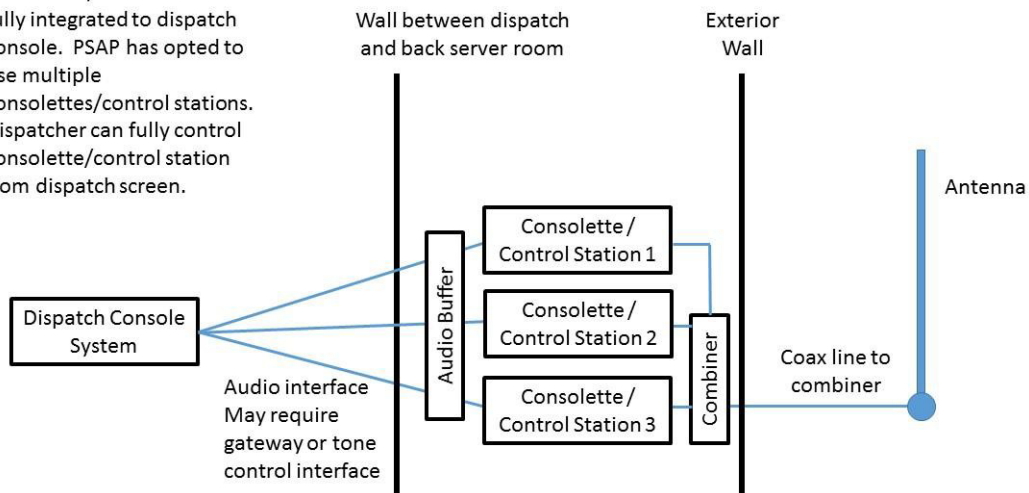 ully integrated to dispatch
onsole. PSAP has opted to
se multiple
onsolettes/control stations.
ispatcher can fully control
onsolette/control station
om dispatch screen.
Wall between dispatch
and back server room
Exterior
Wall
Antenna
Dispatch Console
System
Audio interface
May require
gateway or tone
control interface
Audio Buffer
Consolette /
Control Station 1
Consolette /
Control Station 2
Consolette /
Control Station 3
Combiner
Coax line to
combiner